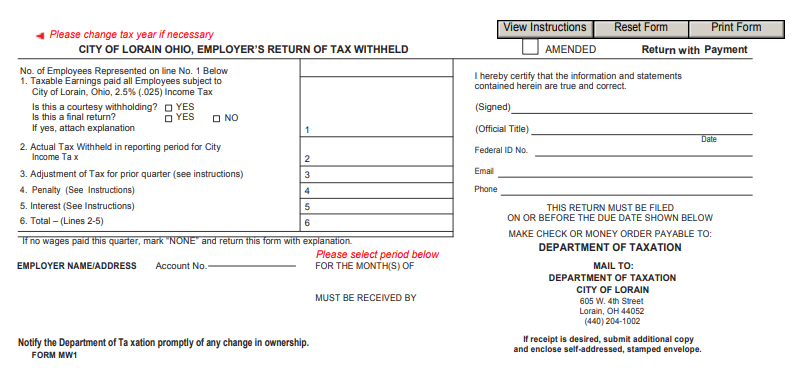 Please change tax year if necessary
View Instructions Reset Form Print Form
CITY OF LORAIN OHIO, EMPLOYER'S RETURN OF TAX WITHHELD
AMENDED Return with Payment
No. of Employees Represented on line No. 1 Below
1. Taxable Earnings paid all Employees subject to
City of Lorain, Ohio, 2.5% (.025) Income Tax
Is this a courtesy withholding? YES
Is this a final return? YES NO
If yes, attach explanation
1
2. Actual Tax Withheld in reporting period for City
Income Ta x
2
3. Adjustment of Tax for prior quarter (see instructions) 3
4. Penalty (See Instructions) 4
5. Interest (See Instructions) 5
6. Total – (Lines 2-5) 6
If no wages paid this quarter, mark "NONE" and return this form with explanation.
Please select period below
EMPLOYER NAME/ADDRESS Account No. FOR THE MONTH(S) OF
MUST BE RECEIVED BY
Notify the Department of Ta xation promptly of any change in ownership.
FORM MW1
I hereby certify that the information and statements
contained herein are true and correct.
(Signed)
(Official Title)
Date
Federal ID No.
Email
Phone
THIS RETURN MUST BE FILED
ON OR BEFORE THE DUE DATE SHOWN BELOW
MAKE CHECK OR MONEY ORDER PAYABLE TO:
DEPARTMENT OF TAXATION
MAIL TO:
DEPARTMENT OF TAXATION
CITY OF LORAIN
605 W. 4th Street
Lorain, OH 44052
(440) 204-1002
If receipt is desired, submit additional copy
and enclose self-addressed, stamped envelope.